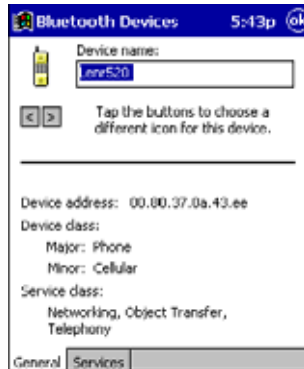 Bluetooth Devices 5:43p ok
Device name:
Lenr520
< >
Tap the buttons to choose a
different icon for this device.
Device address: 00.80.37.0a.43.ee
Device class:
Major: Phone
Minor: Cellular
Service class:
Networking, Object Transfer,
Telephony
General Services